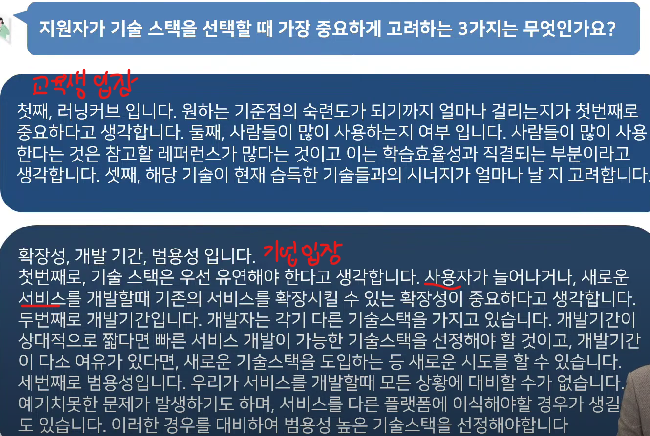 지원자가 기술 스택을 선택할 때 가장 중요하게 고려하는 3가지는 무엇인가요?
교육생 입장
첫째, 러닝커브 입니다. 원하는 기준점의 숙련도가 되기까지 얼마나 걸리는지가 첫번째로
중요하다고 생각합니다. 둘째, 사람들이 많이 사용하는지 여부 입니다. 사람들이 많이 사용
한다는 것은 참고할 레퍼런스가 많다는 것이고 이는 학습효율성과 직결되는 부분이라고
생각합니다. 셋째, 해당 기술이 현재 습득한 기술들과의 시너지가 얼마나 날 지 고려합니다.
확장성, 개발 기간, 범용성 입니다. 기업 입장
첫번째로, 기술 스택은 우선 유연해야 한다고 생각합니다. 사용자가 늘어나거나, 새로운
서비스를 개발할때 기존의 서비스를 확장시킬 수 있는 확장성이 중요하다고 생각합니다.
두번째로 개발기간입니다. 개발자는 각기 다른 기술스택을 가지고 있습니다. 개발기간이
상대적으로 짧다면 빠른 서비스 개발이 가능한 기술스택을 선정해야 할 것이고, 개발기간
이 다소 여유가 있다면, 새로운 기술스택을 도입하는 등 새로운 시도를 할 수 있습니다.
세번째로 범용성입니다. 우리가 서비스를 개발할때 모든 상황에 대비할 수가 없습니다.
예기치못한 문제가 발생하기도 하며, 서비스를 다른 플랫폼에 이식해야할 경우가 생길
도 있습니다. 이러한 경우를 대비하여 범용성 높은 기술스택을 선정해야합니다